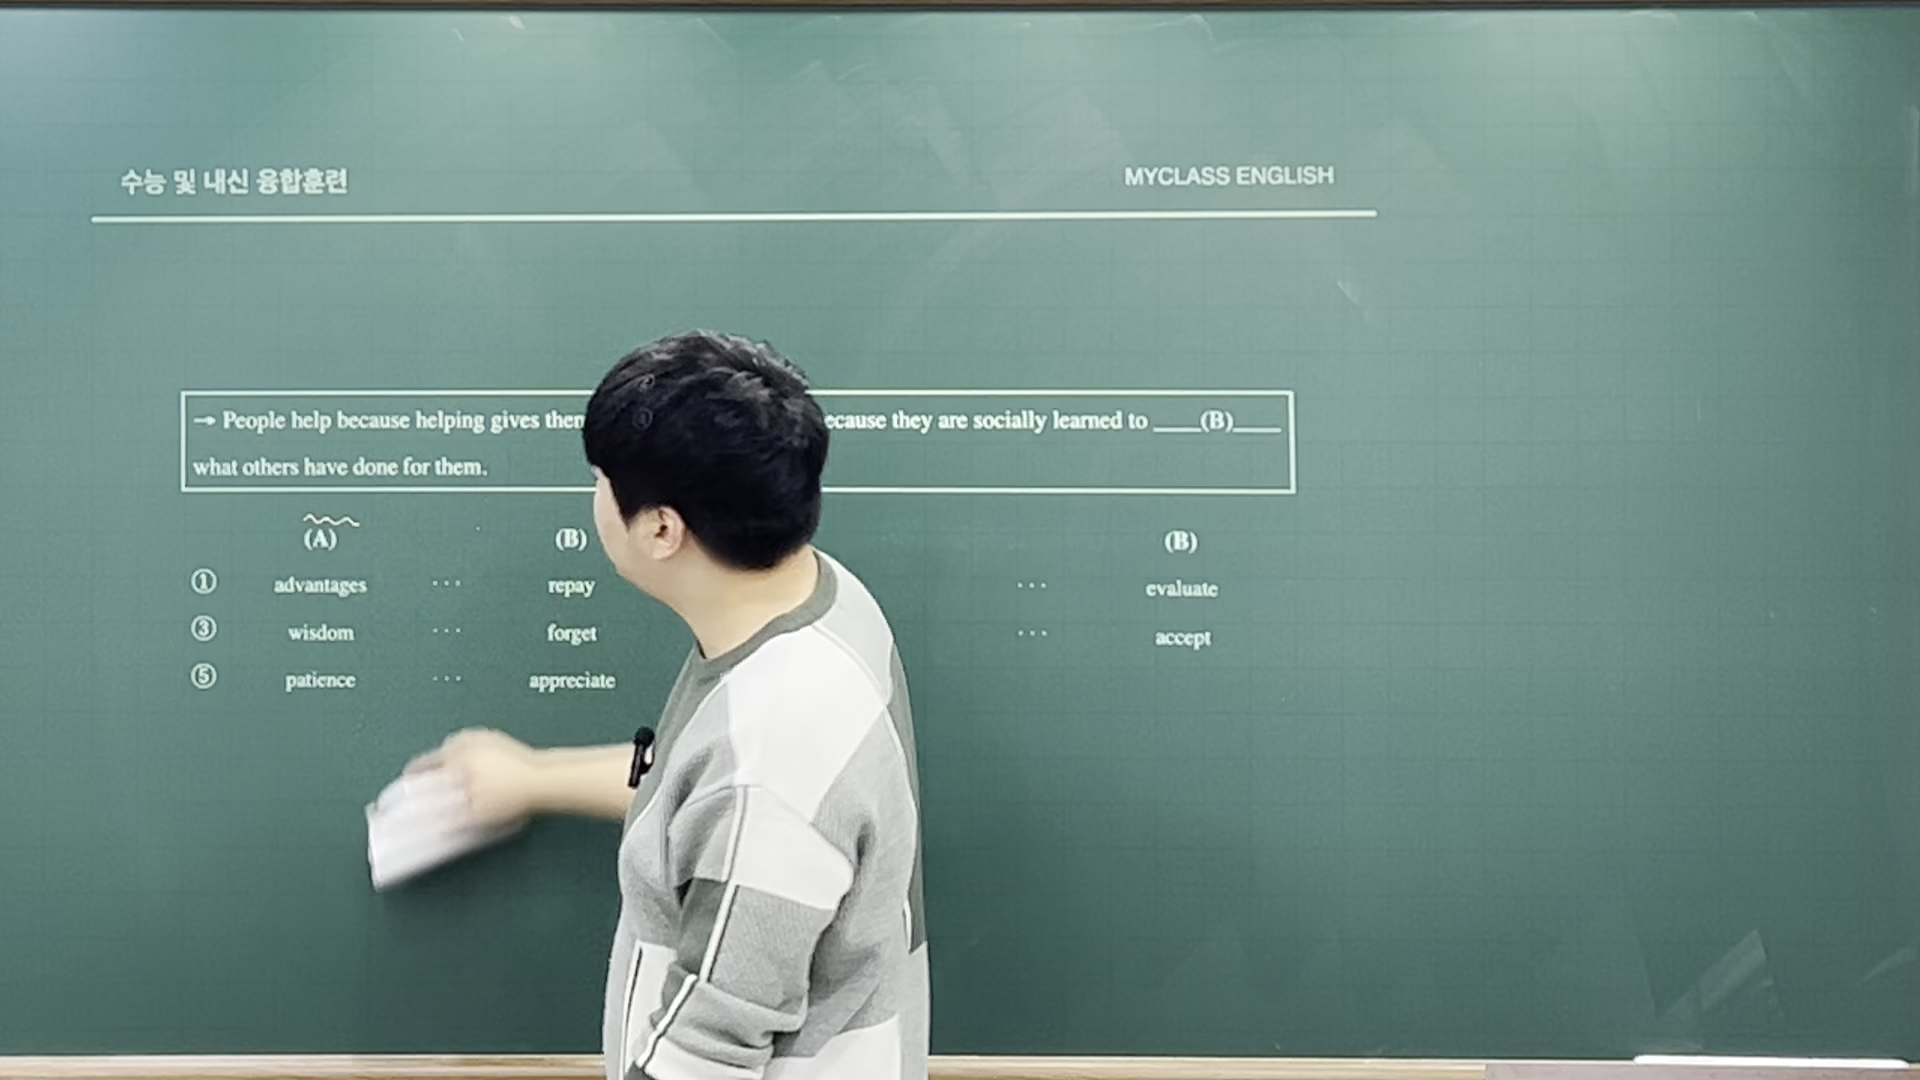 수능 및 내신 융합훈련 MYCLASS ENGLISH
→ People help because helping gives they are socially learned to ____(B)____
what others have done for them.
(A) (B) (B)
① advantages ··· repay ··· evaluate
③ wisdom ··· forget ··· accept
⑤ patience ··· appreciate